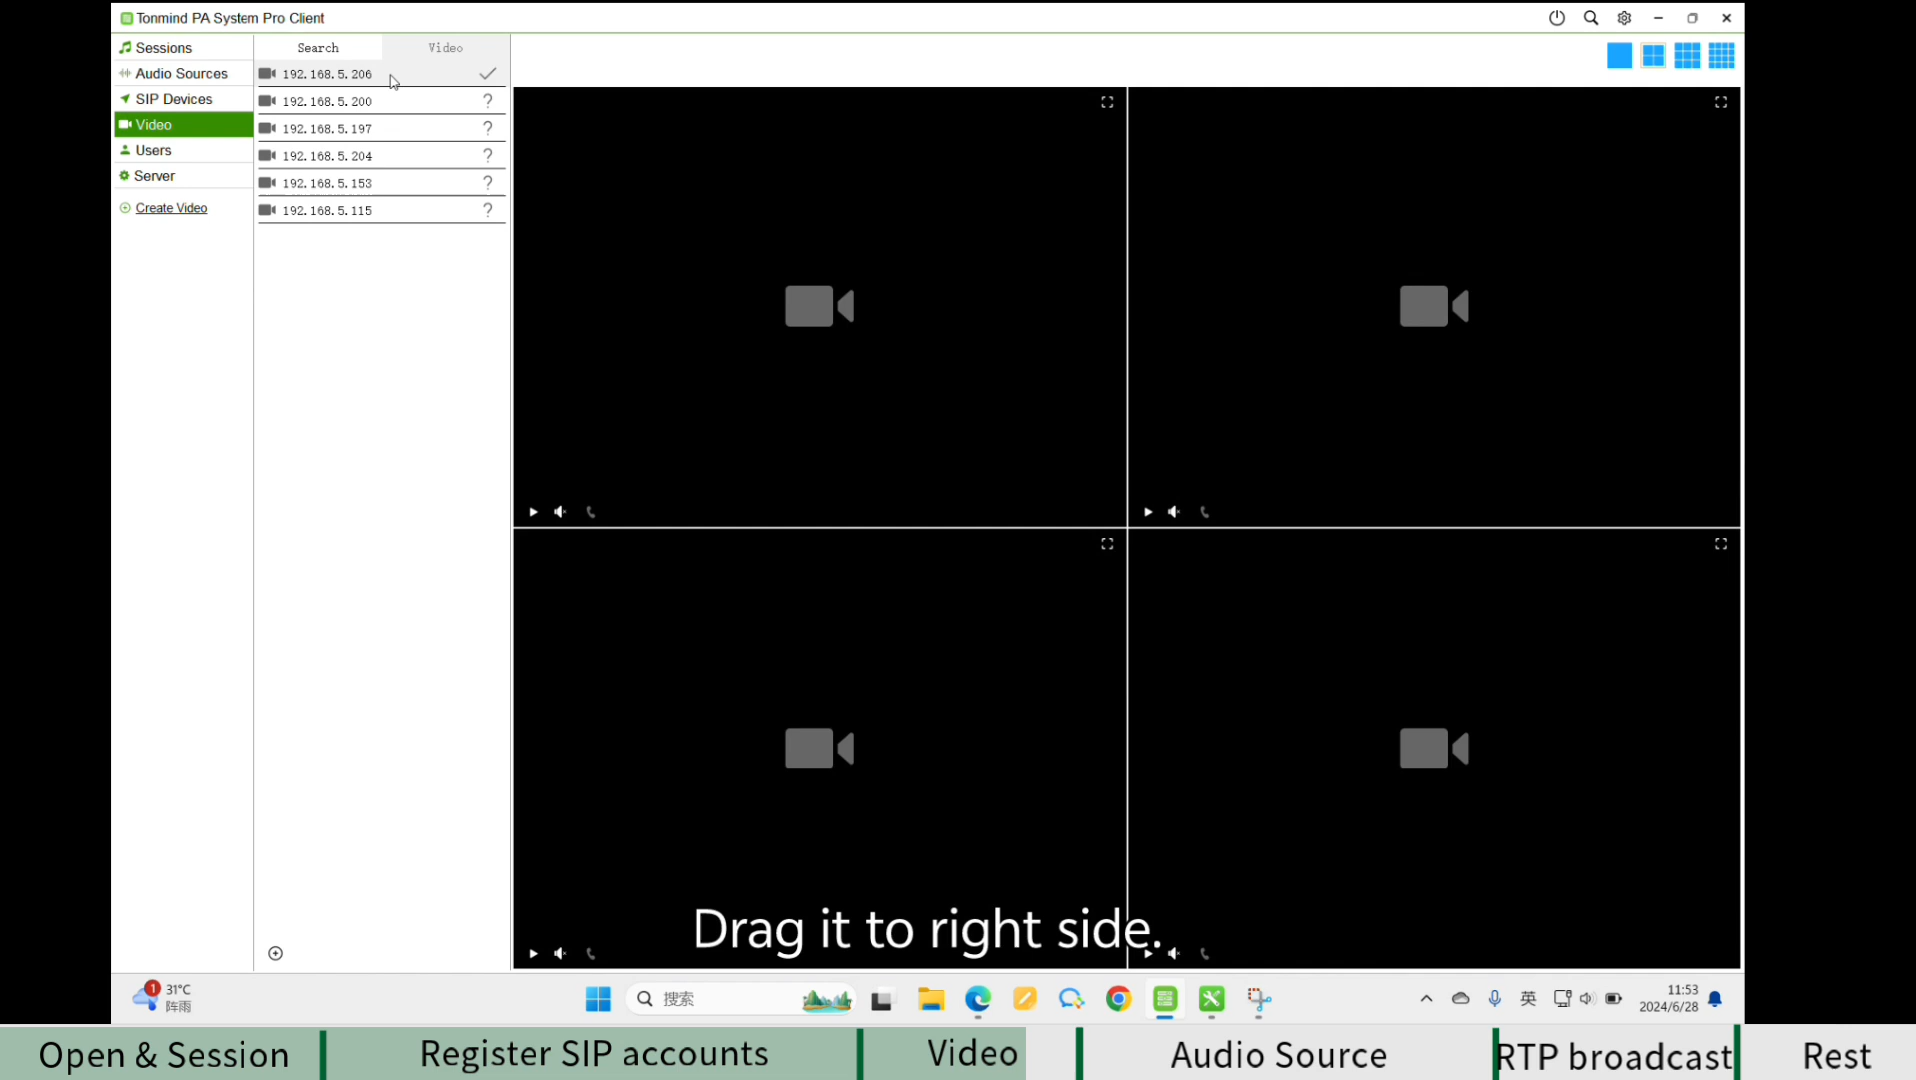 Tonmind PA System Pro Client
Sessions
Audio Sources
SIP Devices
Video
Users
Server
Create Video
Search
Video
192.168.5.206
192.168.5.200
?
192.168.5.197
?
192.168.5.204
?
192.168.5.153
?
192.168.5.115
?
Drag it to right side.
1
31°C
阵雨
搜索
英
11:53
2024/6/28
Open & Session
Register SIP accounts
Video
Audio Source
RTP broadcast
Rest